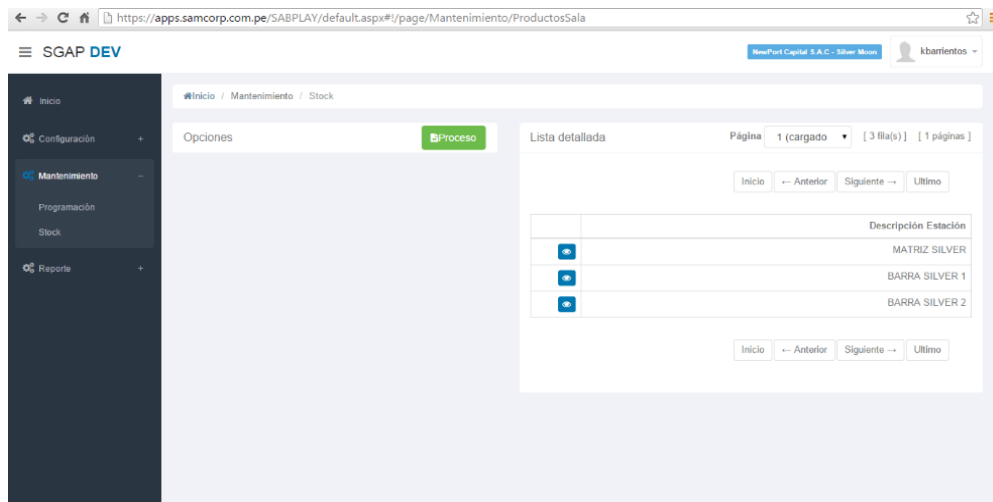 https://apps.samcorp.com.pe/SABPLAY/default.aspx#!/page/Mantenimiento/ProductosSala
SGAP DEV
NewPort Capital S.A.C - Silver Moon
kbarrientos
Inicio
Inicio / Mantenimiento / Stock
Configuración +
Opciones
Proceso
Lista detallada
Página 1 (cargado [ 3 fila(s) ] [ 1 páginas ]
Mantenimiento –
Inicio ← Anterior Siguiente → Ultimo
Programación
Stock
Descripción Estación
MATRIZ SILVER
Reporte +
BARRA SILVER 1
BARRA SILVER 2
Inicio ← Anterior Siguiente → Ultimo